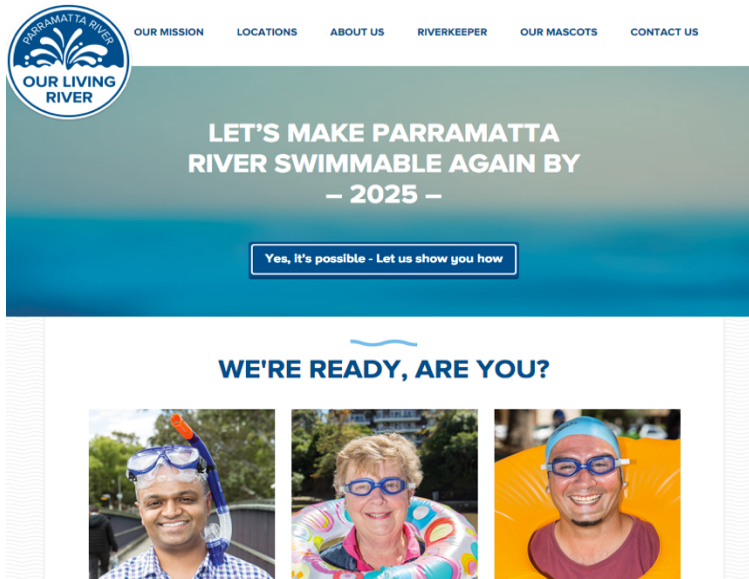 PARRAMATTA RIVER
OUR LIVING
RIVER
OUR MISSION
LOCATIONS
ABOUT US
RIVERKEEPER
OUR MASCOTS
CONTACT US
LET'S MAKE PARRAMATTA
RIVER SWIMMABLE AGAIN BY
– 2025 –
Yes, it's possible - Let us show you how
WE'RE READY, ARE YOU?